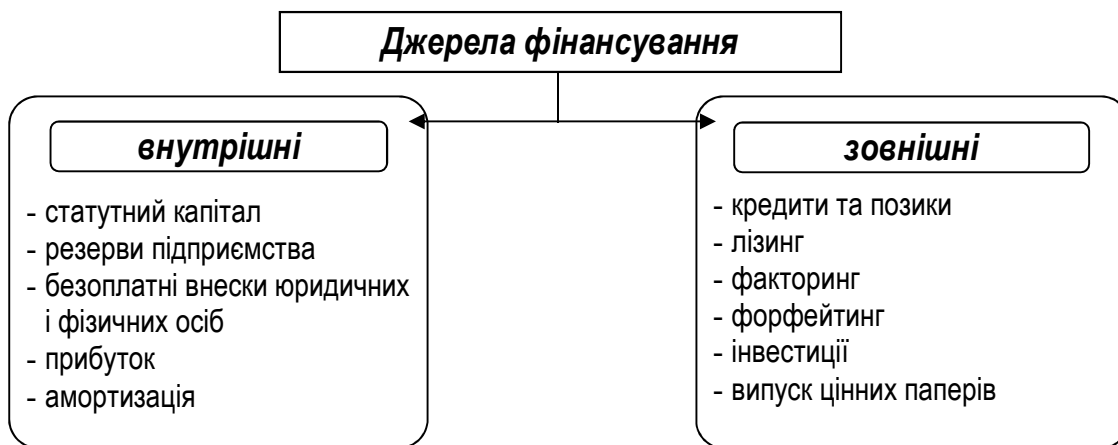 Джерела фінансування
внутрішні
- статутний капітал
- резерви підприємства
- безоплатні внески юридичних
і фізичних осіб
- прибуток
- амортизація
зовнішні
- кредити та позики
- лізинг
- факторинг
- форфейтинг
- інвестиції
- випуск цінних паперів